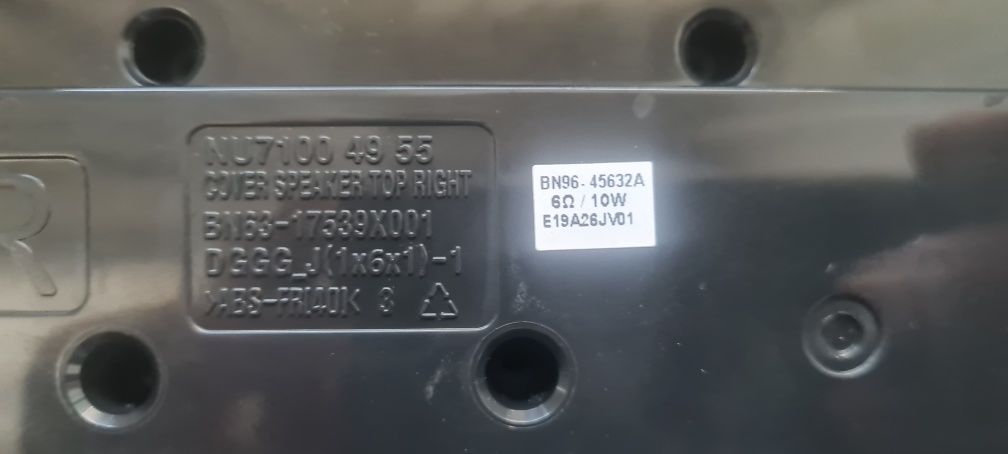 R
NU7100 49 55
COVER SPEAKER TOP RIGHT
BN63-17539X001
DGGG_J(1x6x1)-1
>ABS-FR(40)< 3
BN96-45632A
6Ω / 10W
E19A26JV01